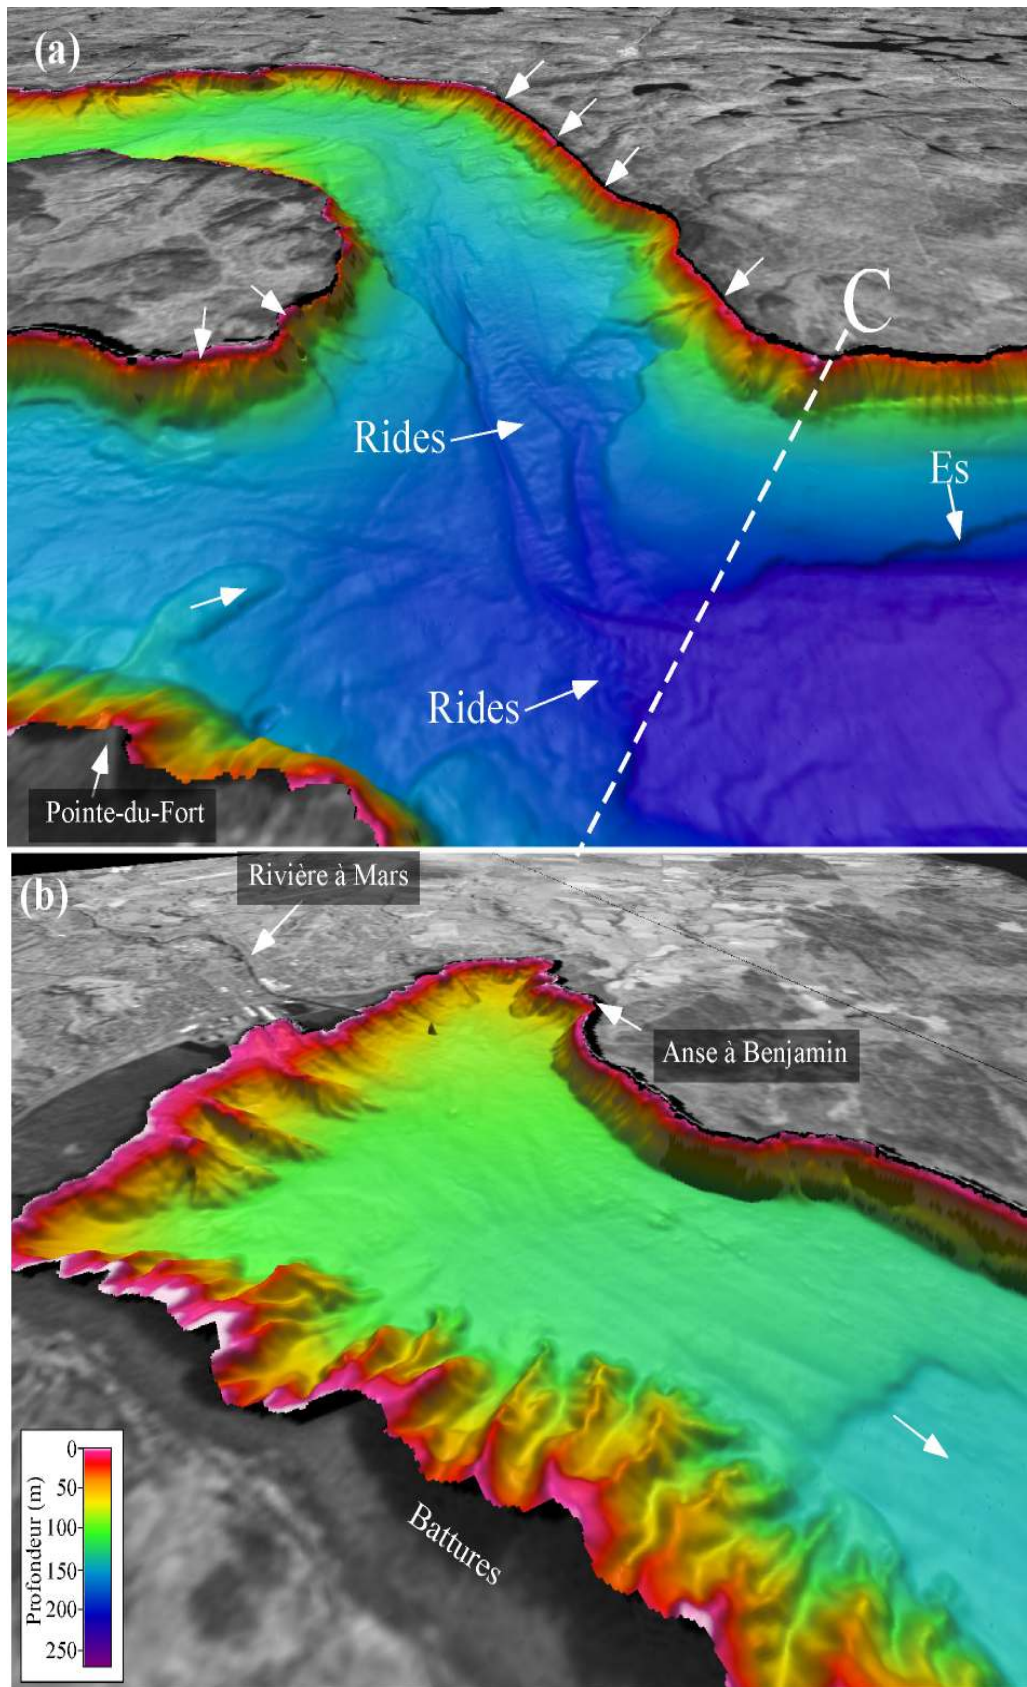 (a)
C
Rides
Es
Rides
Pointe-du-Fort
(b)
Rivière à Mars
Anse à Benjamin
Battures
Profondeur (m)
0
50
100
150
200
250